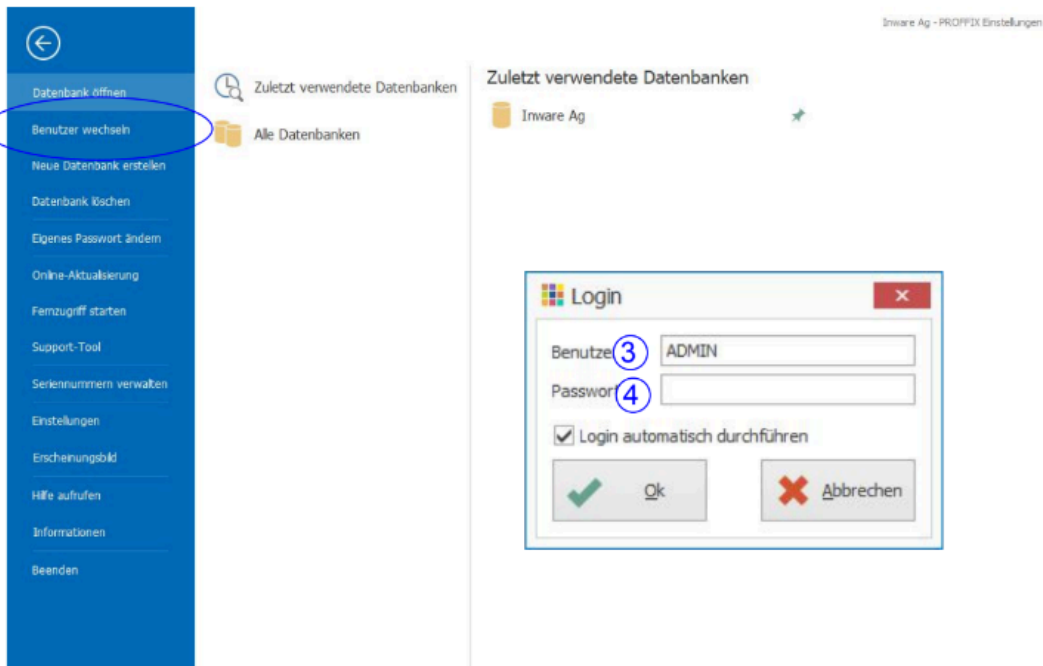 Inware Ag - PROFFIX Einstellungen
Datenbank öffnen
Benutzer wechseln
Neue Datenbank erstellen
Datenbank löschen
Eigenes Passwort ändern
Online-Aktualisierung
Fernzugriff starten
Support-Tool
Seriennummern verwalten
Einstellungen
Erscheinungsbild
Hilfe aufrufen
Informationen
Beenden
Zuletzt verwendete Datenbanken
Alle Datenbanken
Zuletzt verwendete Datenbanken
Inware Ag
Login
Benutze 3 ADMIN
Passwort 4
Login automatisch durchführen
Ok
Abbrechen